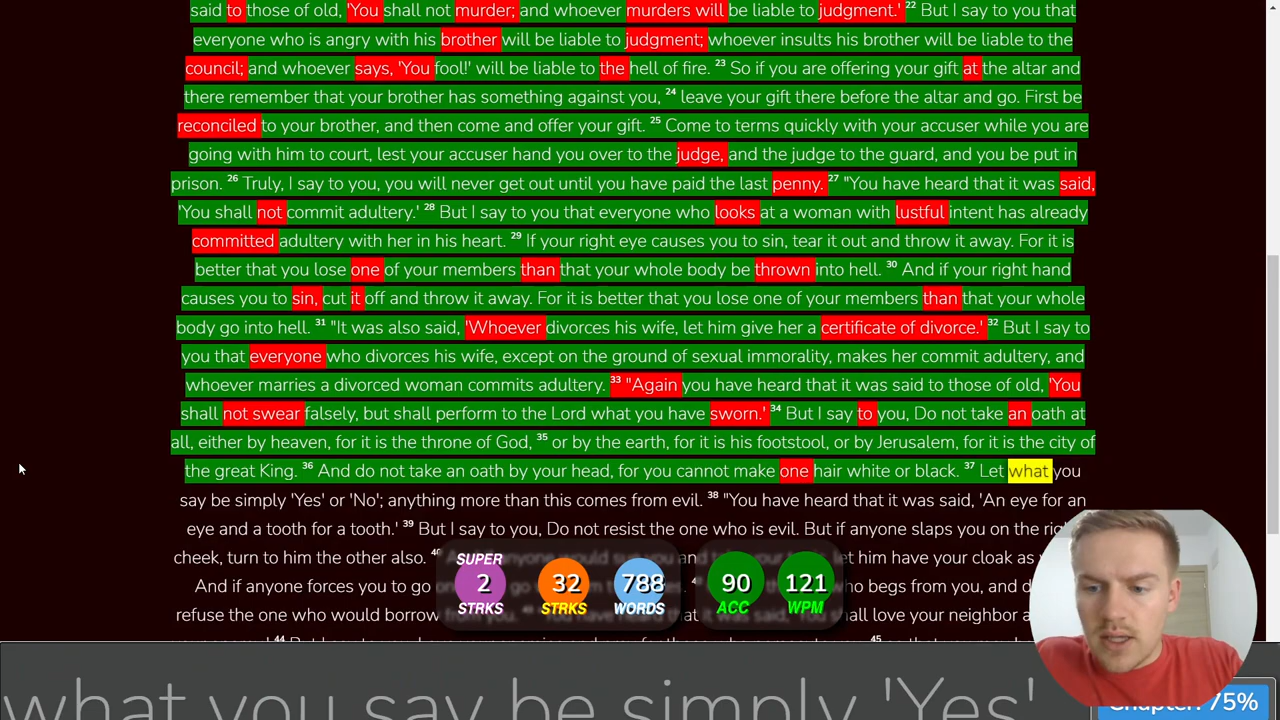 said to those of old, 'You shall not murder; and whoever murders will be liable to judgment.' 22 But I say to you that
everyone who is angry with his brother will be liable to judgment; whoever insults his brother will be liable to the
council; and whoever says, 'You fool!' will be liable to the hell of fire. 23 So if you are offering your gift at the altar and
there remember that your brother has something against you, 24 leave your gift there before the altar and go. First be
reconciled to your brother, and then come and offer your gift. 25 Come to terms quickly with your accuser while you are
going with him to court, lest your accuser hand you over to the judge, and the judge to the guard, and you be put in
prison. 26 Truly, I say to you, you will never get out until you have paid the last penny. 27 "You have heard that it was said,
'You shall not commit adultery.' 28 But I say to you that everyone who looks at a woman with lustful intent has already
committed adultery with her in his heart. 29 If your right eye causes you to sin, tear it out and throw it away. For it is
better that you lose one of your members than that your whole body be thrown into hell. 30 And if your right hand
causes you to sin, cut it off and throw it away. For it is better that you lose one of your members than that your whole
body go into hell. 31 "It was also said, 'Whoever divorces his wife, let him give her a certificate of divorce.' 32 But I say to
you that everyone who divorces his wife, except on the ground of sexual immorality, makes her commit adultery, and
whoever marries a divorced woman commits adultery. 33 "Again you have heard that it was said to those of old, 'You
shall not swear falsely, but shall perform to the Lord what you have sworn.' 34 But I say to you, Do not take an oath at
all, either by heaven, for it is the throne of God, 35 or by the earth, for it is his footstool, or by Jerusalem, for it is the city of
the great King. 36 And do not take an oath by your head, for you cannot make one hair white or black. 37 Let what you
say be simply 'Yes' or 'No'; anything more than this comes from evil. 38 "You have heard that it was said, 'An eye for an
eye and a tooth for a tooth.' 39 But I say to you, Do not resist the one who is evil. But if anyone slaps you on the
cheek, turn to him the other also. let him have your cloak as
And if anyone forces you to go who begs from you, and
refuse the one who would borrow shall love your neighbor
SUPER
2 32 788 90 121
STRKS STRKS WORDS ACC WPM
what you say be simply 'Yes'
Chapter: 75%